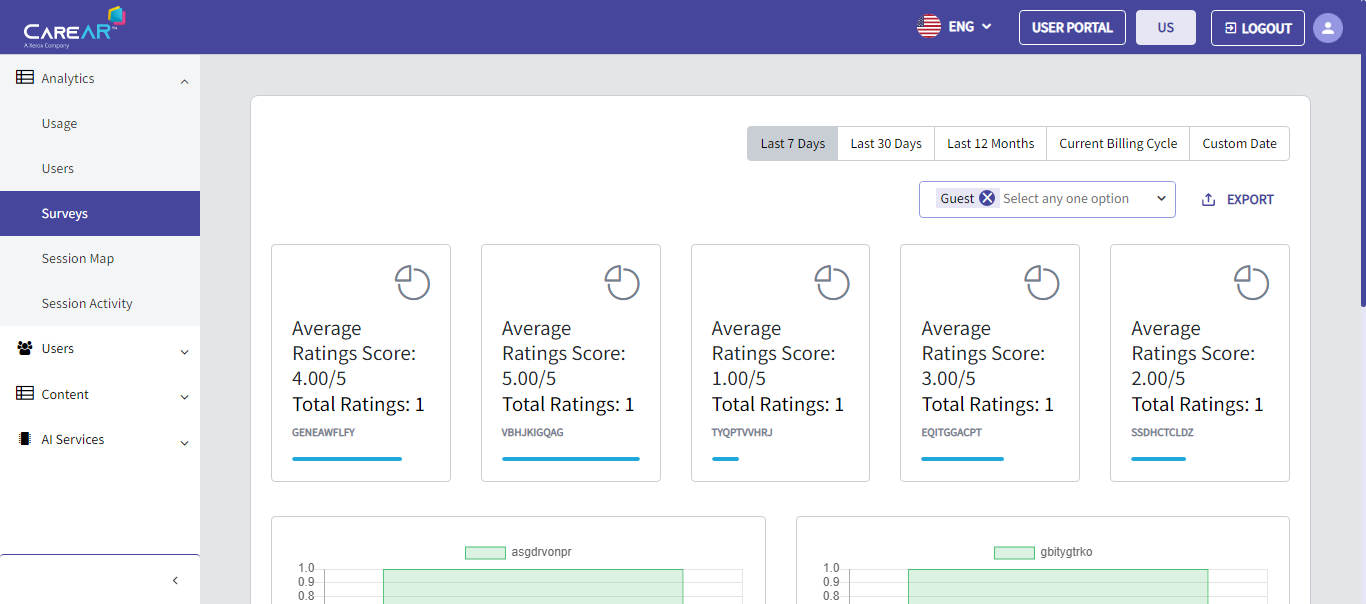 CAREAR™
A Xerox Company
ENG
USER PORTAL
US
LOGOUT
Analytics
Usage
Users
Surveys
Session Map
Session Activity
Users
Content
AI Services
Last 7 Days
Last 30 Days
Last 12 Months
Current Billing Cycle
Custom Date
Guest
Select any one option
EXPORT
Average
Ratings Score:
4.00/5
Total Ratings: 1
GENEAWFLFY
Average
Ratings Score:
5.00/5
Total Ratings: 1
VBHJKIGQAG
Average
Ratings Score:
1.00/5
Total Ratings: 1
TYQPTVVHRJ
Average
Ratings Score:
3.00/5
Total Ratings: 1
EQITGGACPT
Average
Ratings Score:
2.00/5
Total Ratings: 1
SSDHCTCLDZ
asgdrvonpr
1.0
0.9
0.8
gbitygtrko
1.0
0.9
0.8